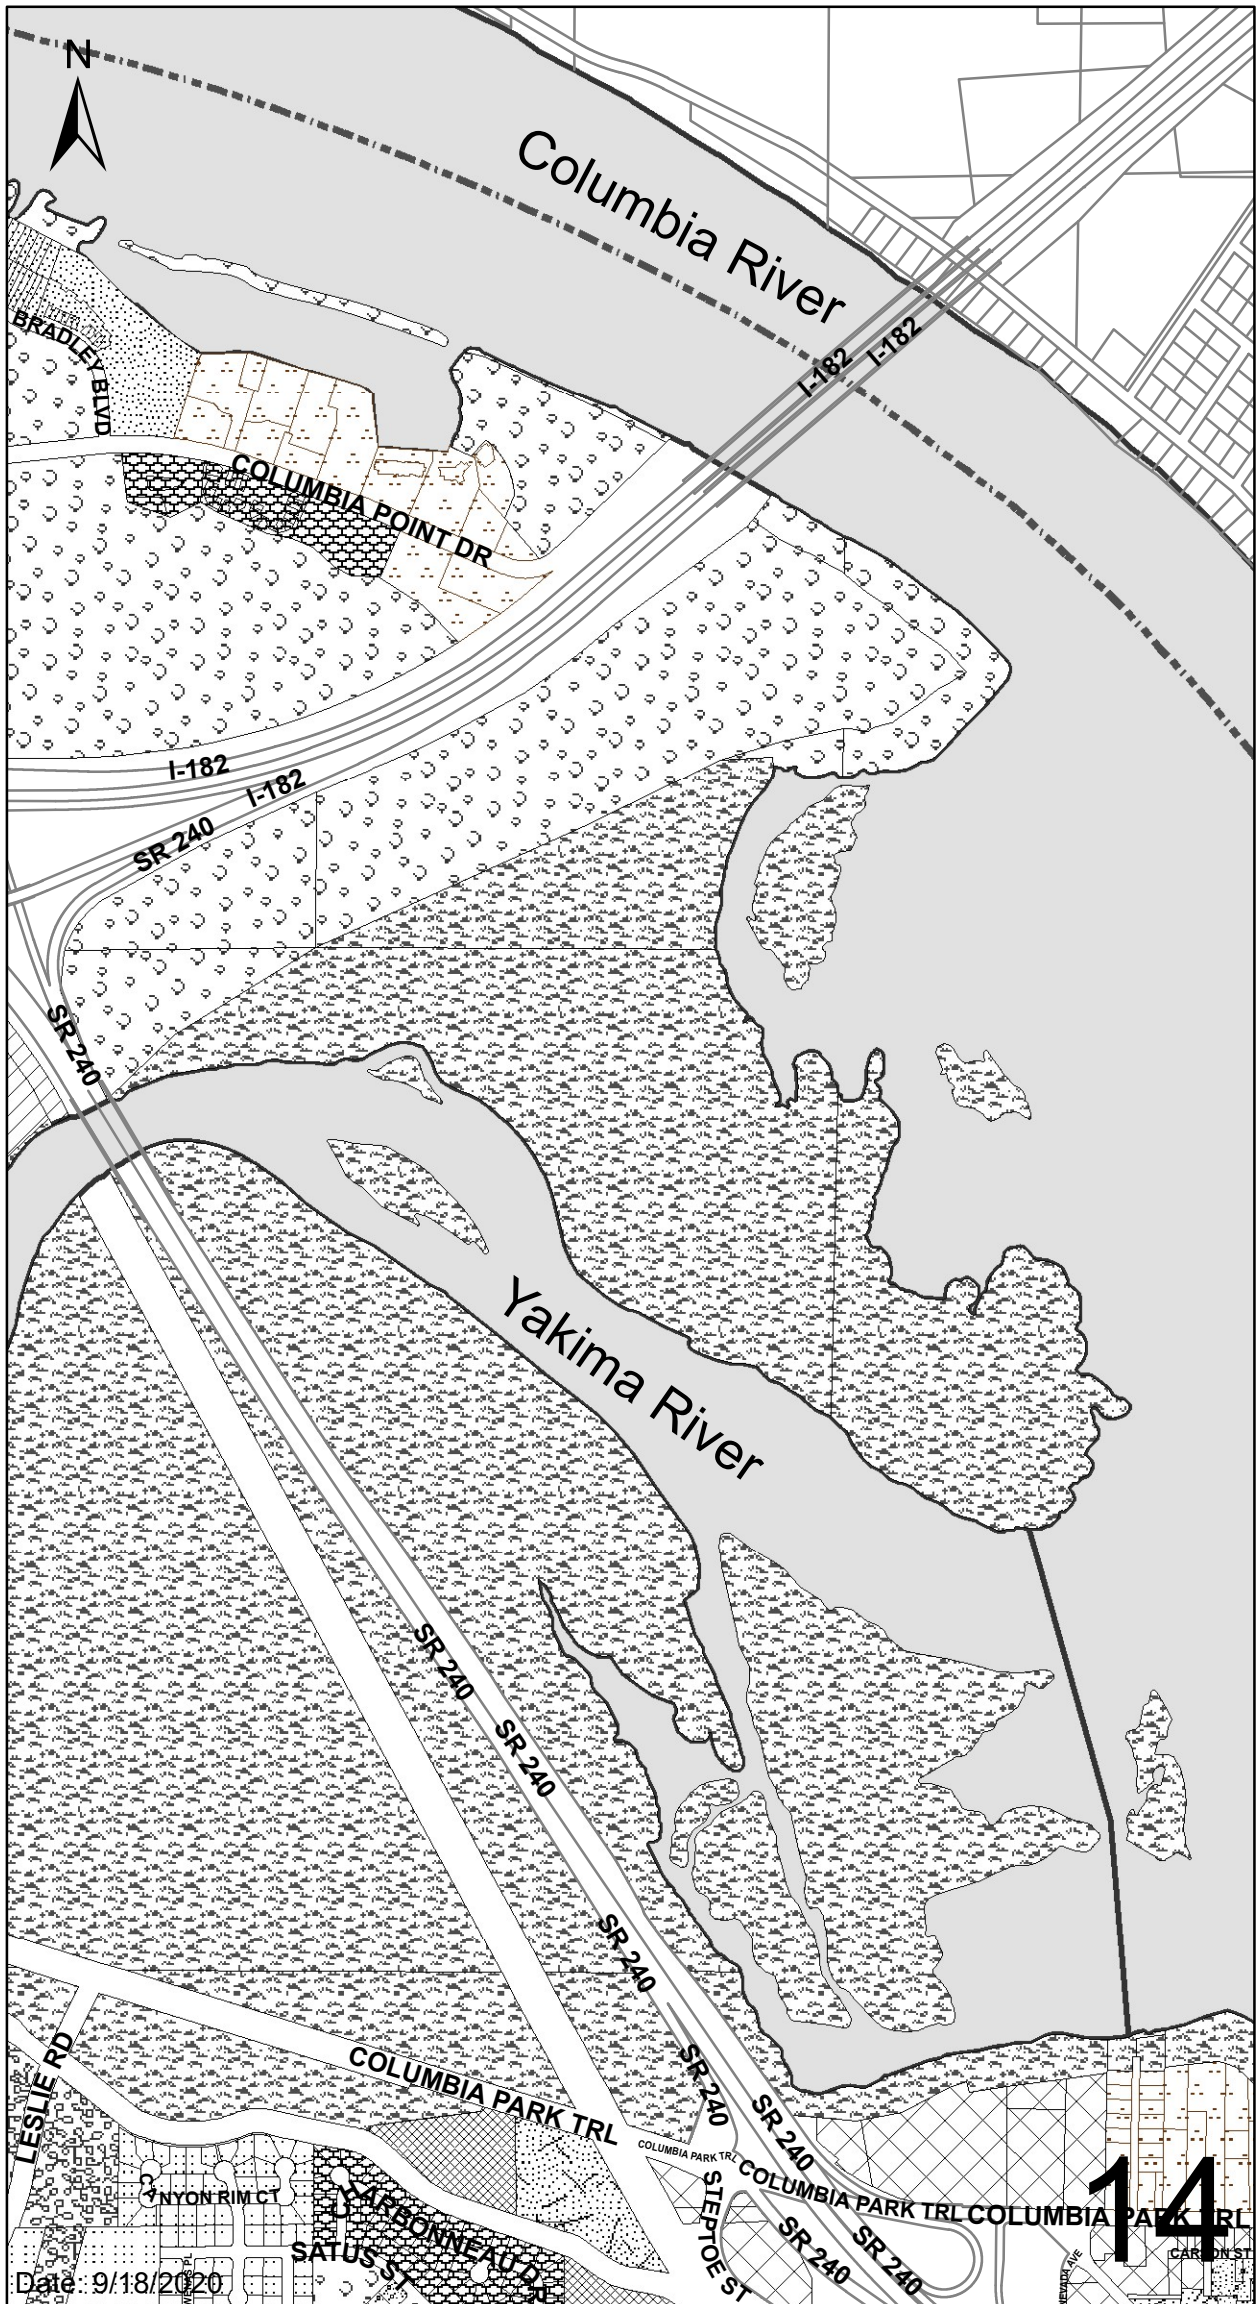 N
Columbia River
I-182
I-182
BRADLEY BLVD
COLUMBIA POINT DR
I-182
I-182
SR 240
SR 240
Yakima River
SR 240
SR 240
SR 240
LESLIE RD
COLUMBIA PARK TRL
SR 240
SR 240
COLUMBIA PARK TRL
COLUMBIA PARK TRL
COLUMBIA PARK TRL
STEPTOE ST
SR 240
SR 240
CANYON RIM CT
CHARBONNEAU DR
SATUS ST
14
CARSON ST
Date: 9/18/2020